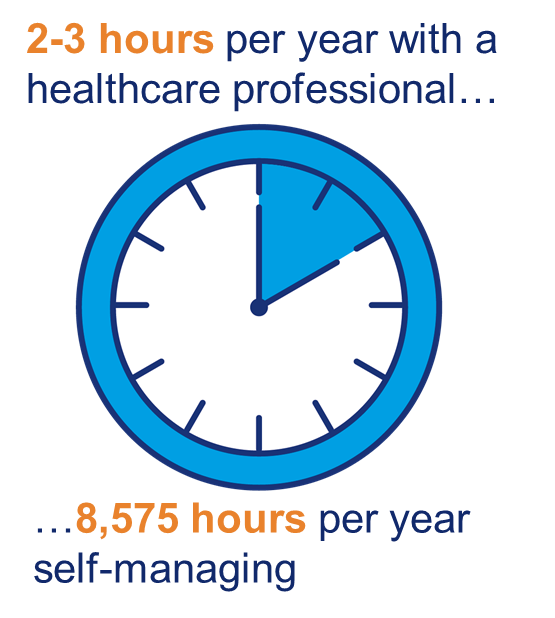 2-3 hours per year with a
healthcare professional…
…8,575 hours per year
self-managing